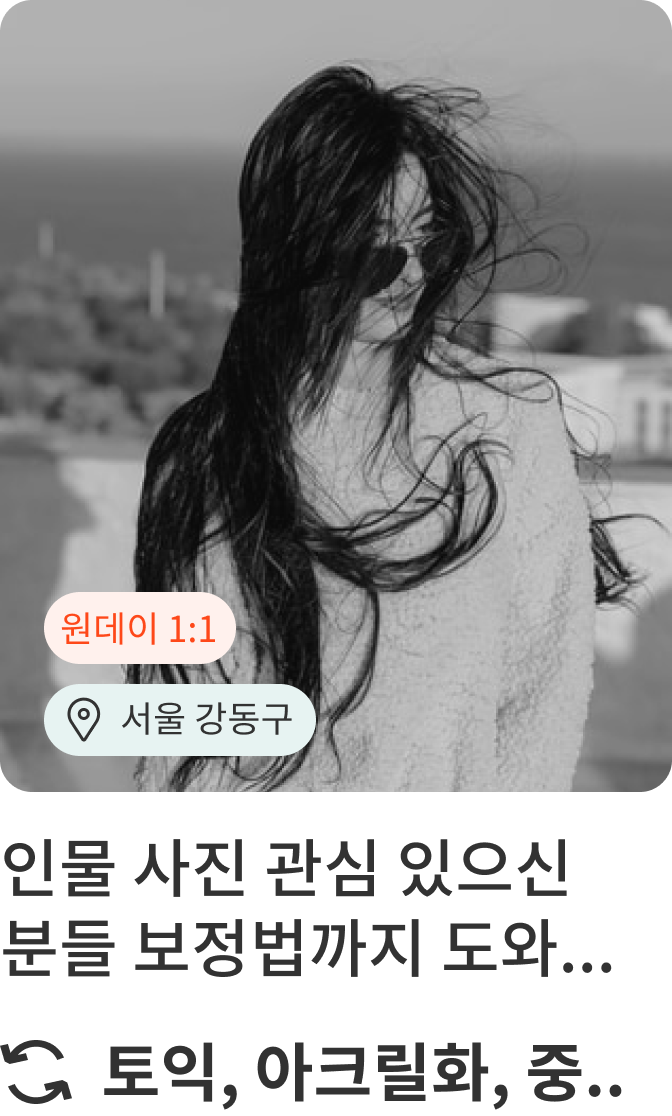 원데이 1:1
서울 강동구
인물 사진 관심 있으신
분들 보정법까지 도와...
토익, 아크릴화, 중..